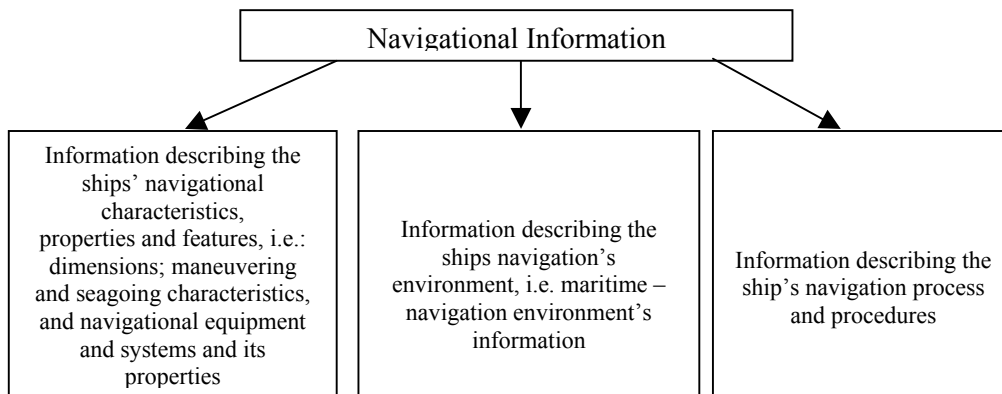 Navigational Information
Information describing the
ships’ navigational
characteristics,
properties and features, i.e.:
dimensions; maneuvering
and seagoing characteristics,
and navigational equipment
and systems and its
properties
Information describing the
ships navigation’s
environment, i.e. maritime –
navigation environment’s
information
Information describing the
ship’s navigation process
and procedures